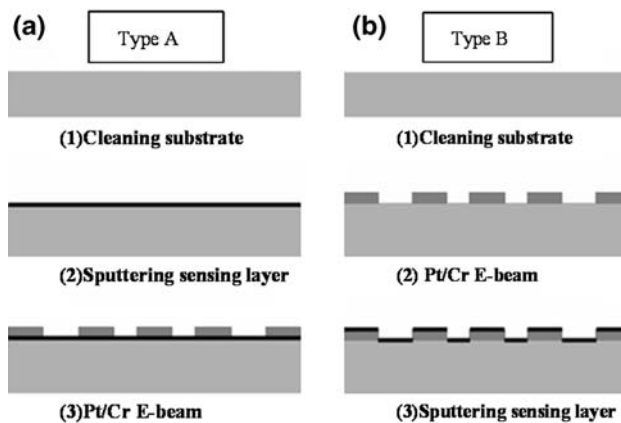 (a)
Type A
(1)Cleaning substrate
(2)Sputtering sensing layer
(3)Pt/Cr E-beam
(b)
Type B
(1)Cleaning substrate
(2) Pt/Cr E-beam
(3)Sputtering sensing layer